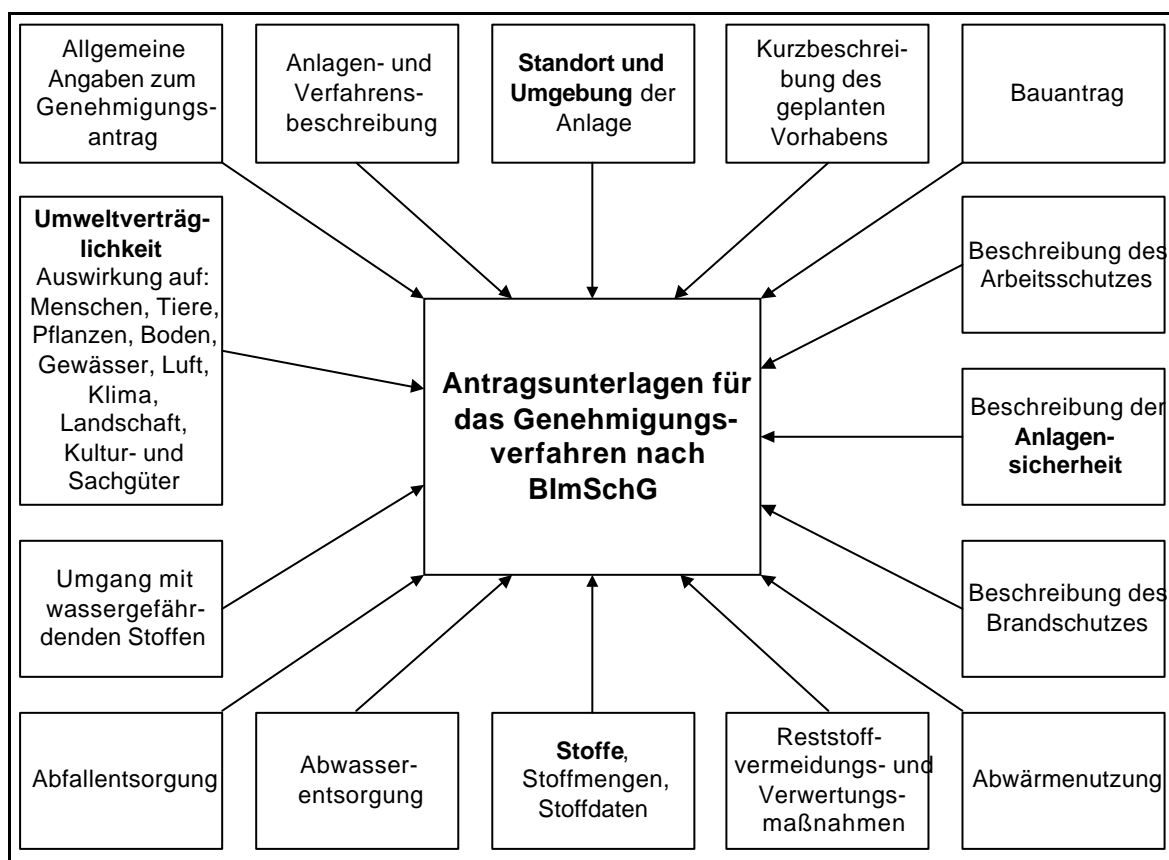 Allgemeine
Angaben zum
Genehmigungs-
antrag
Anlagen- und
Verfahrens-
beschreibung
Standort und
Umgebung der
Anlage
Kurzbeschrei-
bung des
geplanten
Vorhabens
Bauantrag
Umweltverträg-
lichkeit
Auswirkung auf:
Menschen, Tiere,
Pflanzen, Boden,
Gewässer, Luft,
Klima,
Landschaft,
Kultur- und
Sachgüter
Beschreibung des
Arbeitsschutzes
Antragsunterlagen für
das Genehmigungs-
verfahren nach
BImSchG
Beschreibung der
Anlagen-
sicherheit
Umgang mit
wassergefähr-
denden Stoffen
Beschreibung des
Brandschutzes
Abfallentsorgung
Abwasser-
entsorgung
Stoffe,
Stoffmengen,
Stoffdaten
Reststoff-
vermeidungs- und
Verwertungs-
maßnahmen
Abwärmenutzung